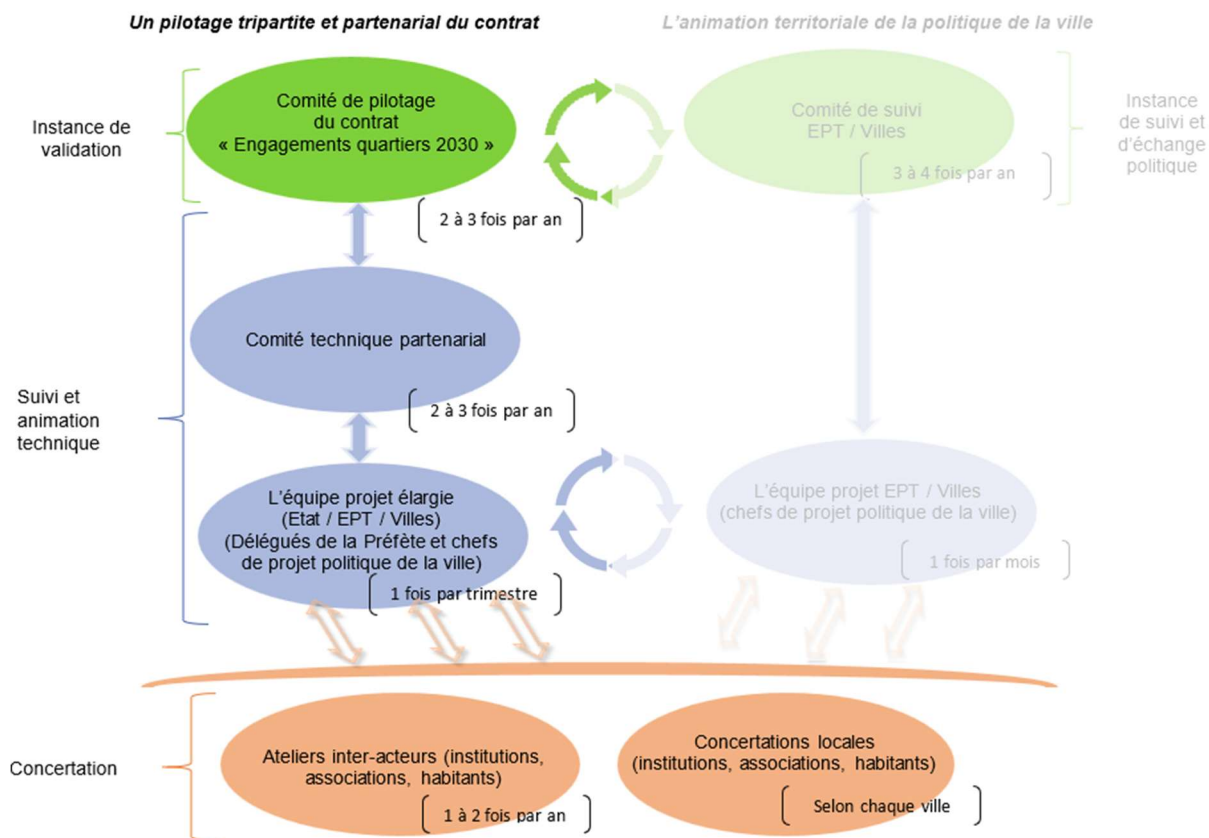 Un pilotage tripartite et partenarial du contrat
L'animation territoriale de la politique de la ville
Instance de
validation
Comité de pilotage
du contrat
« Engagements quartiers 2030 »
2 à 3 fois par an
Comité de suivi
EPT / Villes
3 à 4 fois par an
Instance
de suivi et
d'échange
politique
Suivi et
animation
technique
Comité technique partenarial
2 à 3 fois par an
L'équipe projet élargie
(Etat / EPT / Villes)
(Délégués de la Préfète et chefs
de projet politique de la ville)
1 fois par trimestre
L'équipe projet EPT / Villes
(chefs de projet politique de la ville)
1 fois par mois
Concertation
Ateliers inter-acteurs (institutions,
associations, habitants)
1 à 2 fois par an
Concertations locales
(institutions, associations, habitants)
Selon chaque ville